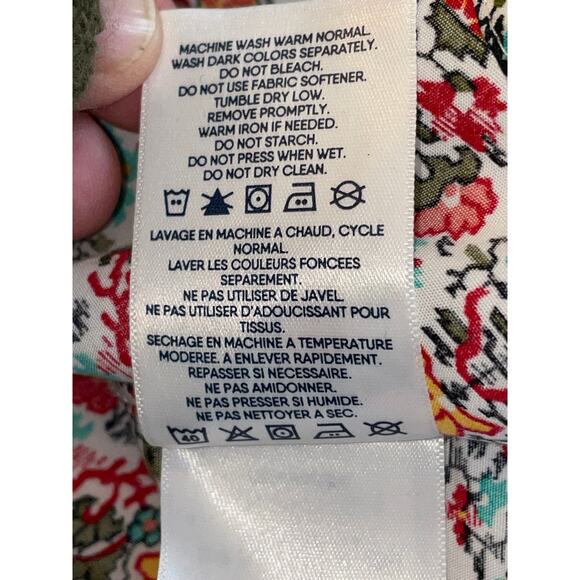 MACHINE WASH WARM NORMAL.
WASH DARK COLORS SEPARATELY.
DO NOT BLEACH.
DO NOT USE FABRIC SOFTENER.
TUMBLE DRY LOW.
REMOVE PROMPTLY.
WARM IRON IF NEEDED.
DO NOT STARCH.
DO NOT PRESS WHEN WET.
DO NOT DRY CLEAN.
LAVAGE EN MACHINE A CHAUD, CYCLE
NORMAL.
LAVER LES COULEURS FONCEES
SEPAREMENT.
NE PAS UTILISER DE JAVEL.
NE PAS UTILISER D'ADOUCISSANT POUR
TISSUS.
SECHAGE EN MACHINE A TEMPERATURE
MODEREE. A ENLEVER RAPIDEMENT.
REPASSER SI NECESSAIRE.
NE PAS AMIDONNER.
NE PAS PRESSER SI HUMIDE.
NE PAS NETTOYER A SEC.
40